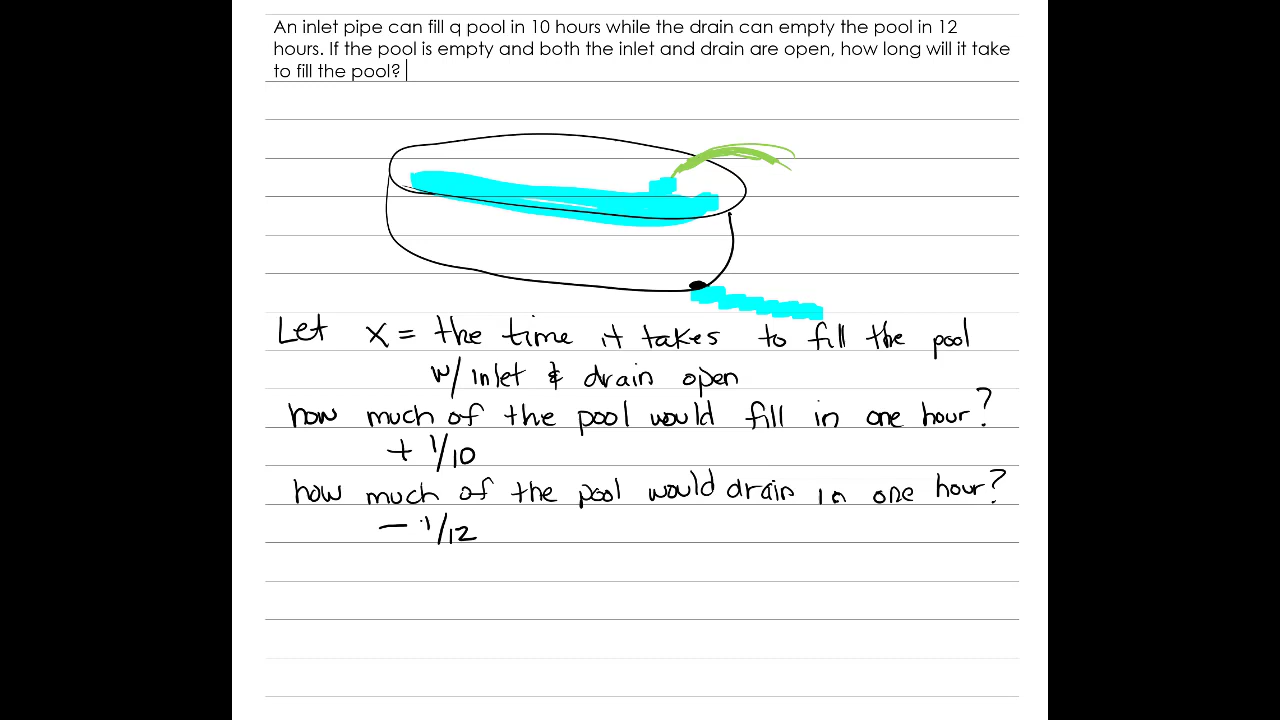 An inlet pipe can fill q pool in 10 hours while the drain can empty the pool in 12
hours. If the pool is empty and both the inlet and drain are open, how long will it take
to fill the pool?
Let x = the time it takes to fill the pool
w/ inlet & drain open
how much of the pool would fill in one hour?
+ 1/10
how much of the pool would drain in one hour?
- 1/12